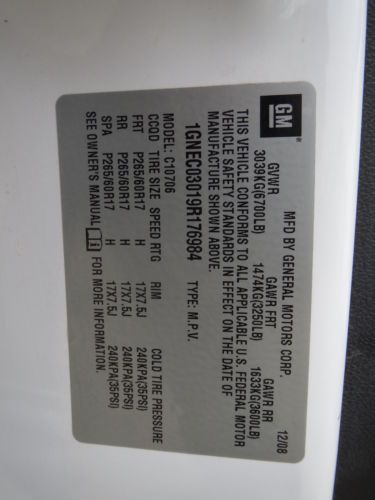 GM
MFD BY GENERAL MOTORS CORP. 12/08
GVWR GAWR FRT GAWR RR
3039KG(6700LB) 1474KG(3250LB) 1633KG(3600LB)
THIS VEHICLE CONFORMS TO ALL APPLICABLE U.S. FEDERAL MOTOR
VEHICLE SAFETY STANDARDS IN EFFECT ON THE DATE OF
MANUFACTURE SHOWN ABOVE.
1GNEC03019R176984 TYPE: M.P.V.
MODEL: C10706
CCOD TIRE SIZE SPEED RTG RIM COLD TIRE PRESSURE
FRT P265/60R17 H 17X7.5J 240KPA(35PSI)
RR P265/60R17 H 17X7.5J 240KPA(35PSI)
SPA P265/60R17 H 17X7.5J 240KPA(35PSI)
SEE OWNER'S MANUAL FOR MORE INFORMATION.